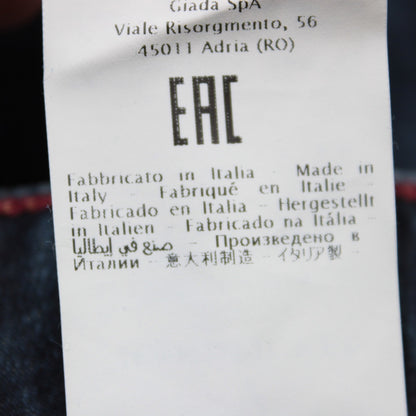 Giada SpA
Viale Risorgmento, 56
45011 Adria (RO)
EAC
Fabbricato in Italia - Made in
Italy - Fabriqué en Italie -
Fabricado en Italia - Hergestellt
in Italien - Fabricado na Itália -
صنع في إيطاليا - Произведено в
Италии - 意大利制造 - イタリア製 -